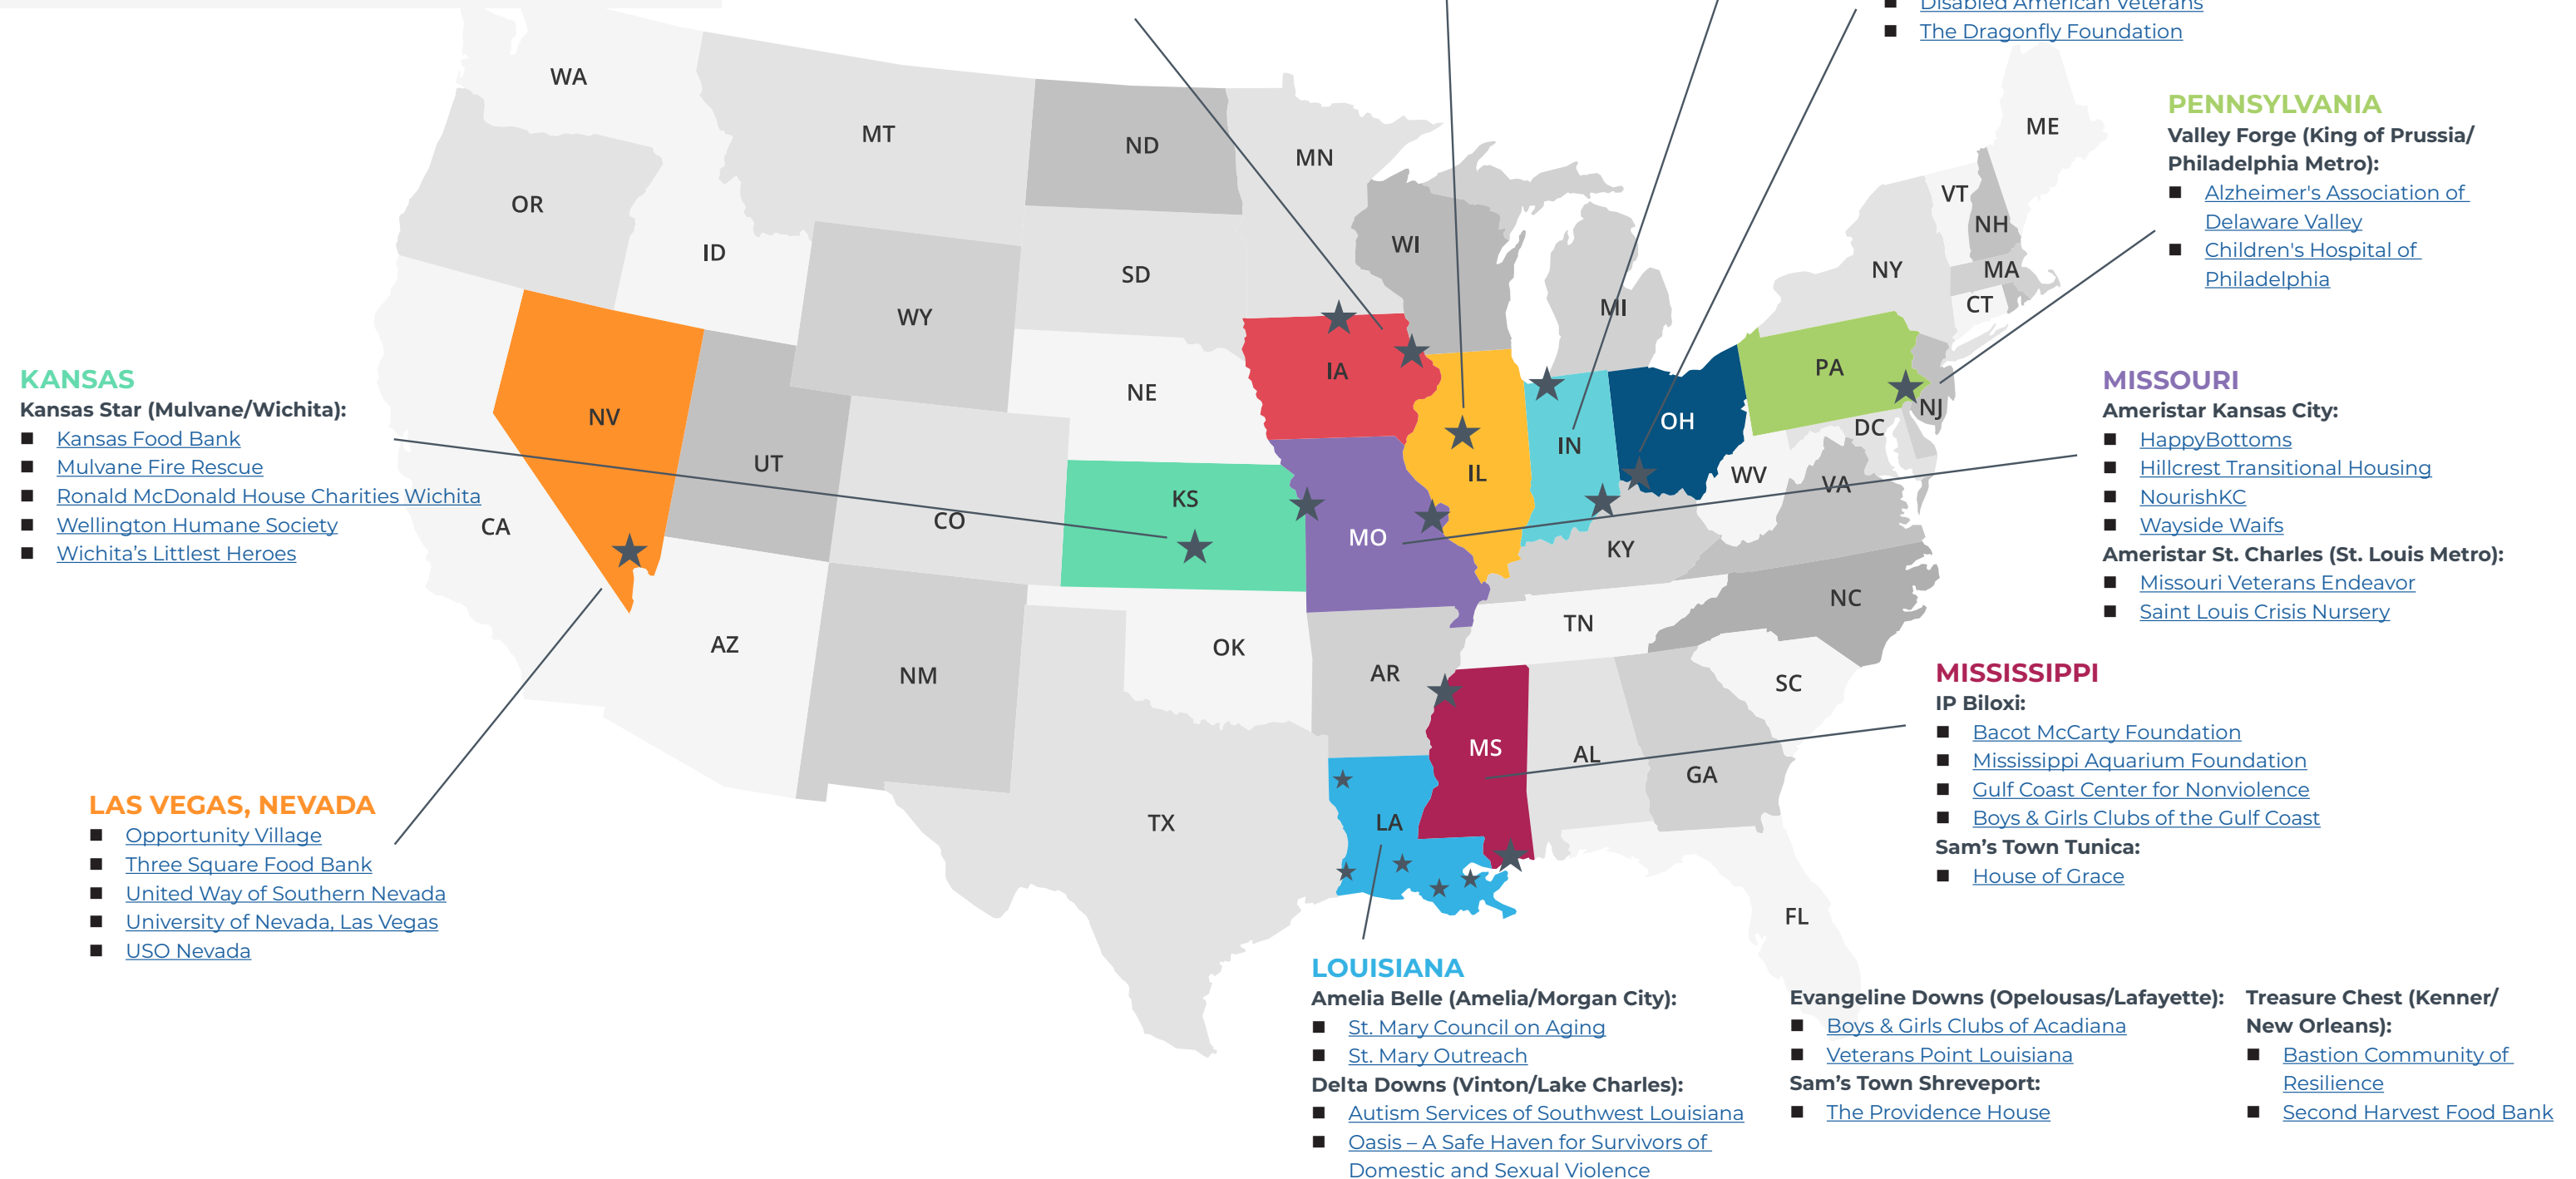 Disabled American Veterans
The Dragonfly Foundation
WA
MT
ND
MN
ME
OR
ID
SD
WI
MI
NY
VT
NH
MA
CT
WY
NE
IA
PA
NJ
DC
NV
UT
CO
CA
KS
MO
IL
IN
OH
WV
VA
KY
NC
TN
SC
AZ
NM
OK
AR
TX
LA
MS
AL
GA
FL
PENNSYLVANIA
Valley Forge (King of Prussia/
Philadelphia Metro):
■ Alzheimer's Association of
Delaware Valley
■ Children's Hospital of
Philadelphia
KANSAS
Kansas Star (Mulvane/Wichita):
■ Kansas Food Bank
■ Mulvane Fire Rescue
■ Ronald McDonald House Charities Wichita
■ Wellington Humane Society
■ Wichita’s Littlest Heroes
MISSOURI
Ameristar Kansas City:
■ HappyBottoms
■ Hillcrest Transitional Housing
■ NourishKC
■ Wayside Waifs
Ameristar St. Charles (St. Louis Metro):
■ Missouri Veterans Endeavor
■ Saint Louis Crisis Nursery
MISSISSIPPI
IP Biloxi:
■ Bacot McCarty Foundation
■ Mississippi Aquarium Foundation
■ Gulf Coast Center for Nonviolence
■ Boys & Girls Clubs of the Gulf Coast
Sam’s Town Tunica:
■ House of Grace
LAS VEGAS, NEVADA
■ Opportunity Village
■ Three Square Food Bank
■ United Way of Southern Nevada
■ University of Nevada, Las Vegas
■ USO Nevada
LOUISIANA
Amelia Belle (Amelia/Morgan City):
■ St. Mary Council on Aging
■ St. Mary Outreach
Delta Downs (Vinton/Lake Charles):
■ Autism Services of Southwest Louisiana
■ Oasis – A Safe Haven for Survivors of
Domestic and Sexual Violence
Evangeline Downs (Opelousas/Lafayette):
■ Boys & Girls Clubs of Acadiana
■ Veterans Point Louisiana
Sam’s Town Shreveport:
■ The Providence House
Treasure Chest (Kenner/
New Orleans):
■ Bastion Community of
Resilience
■ Second Harvest Food Bank